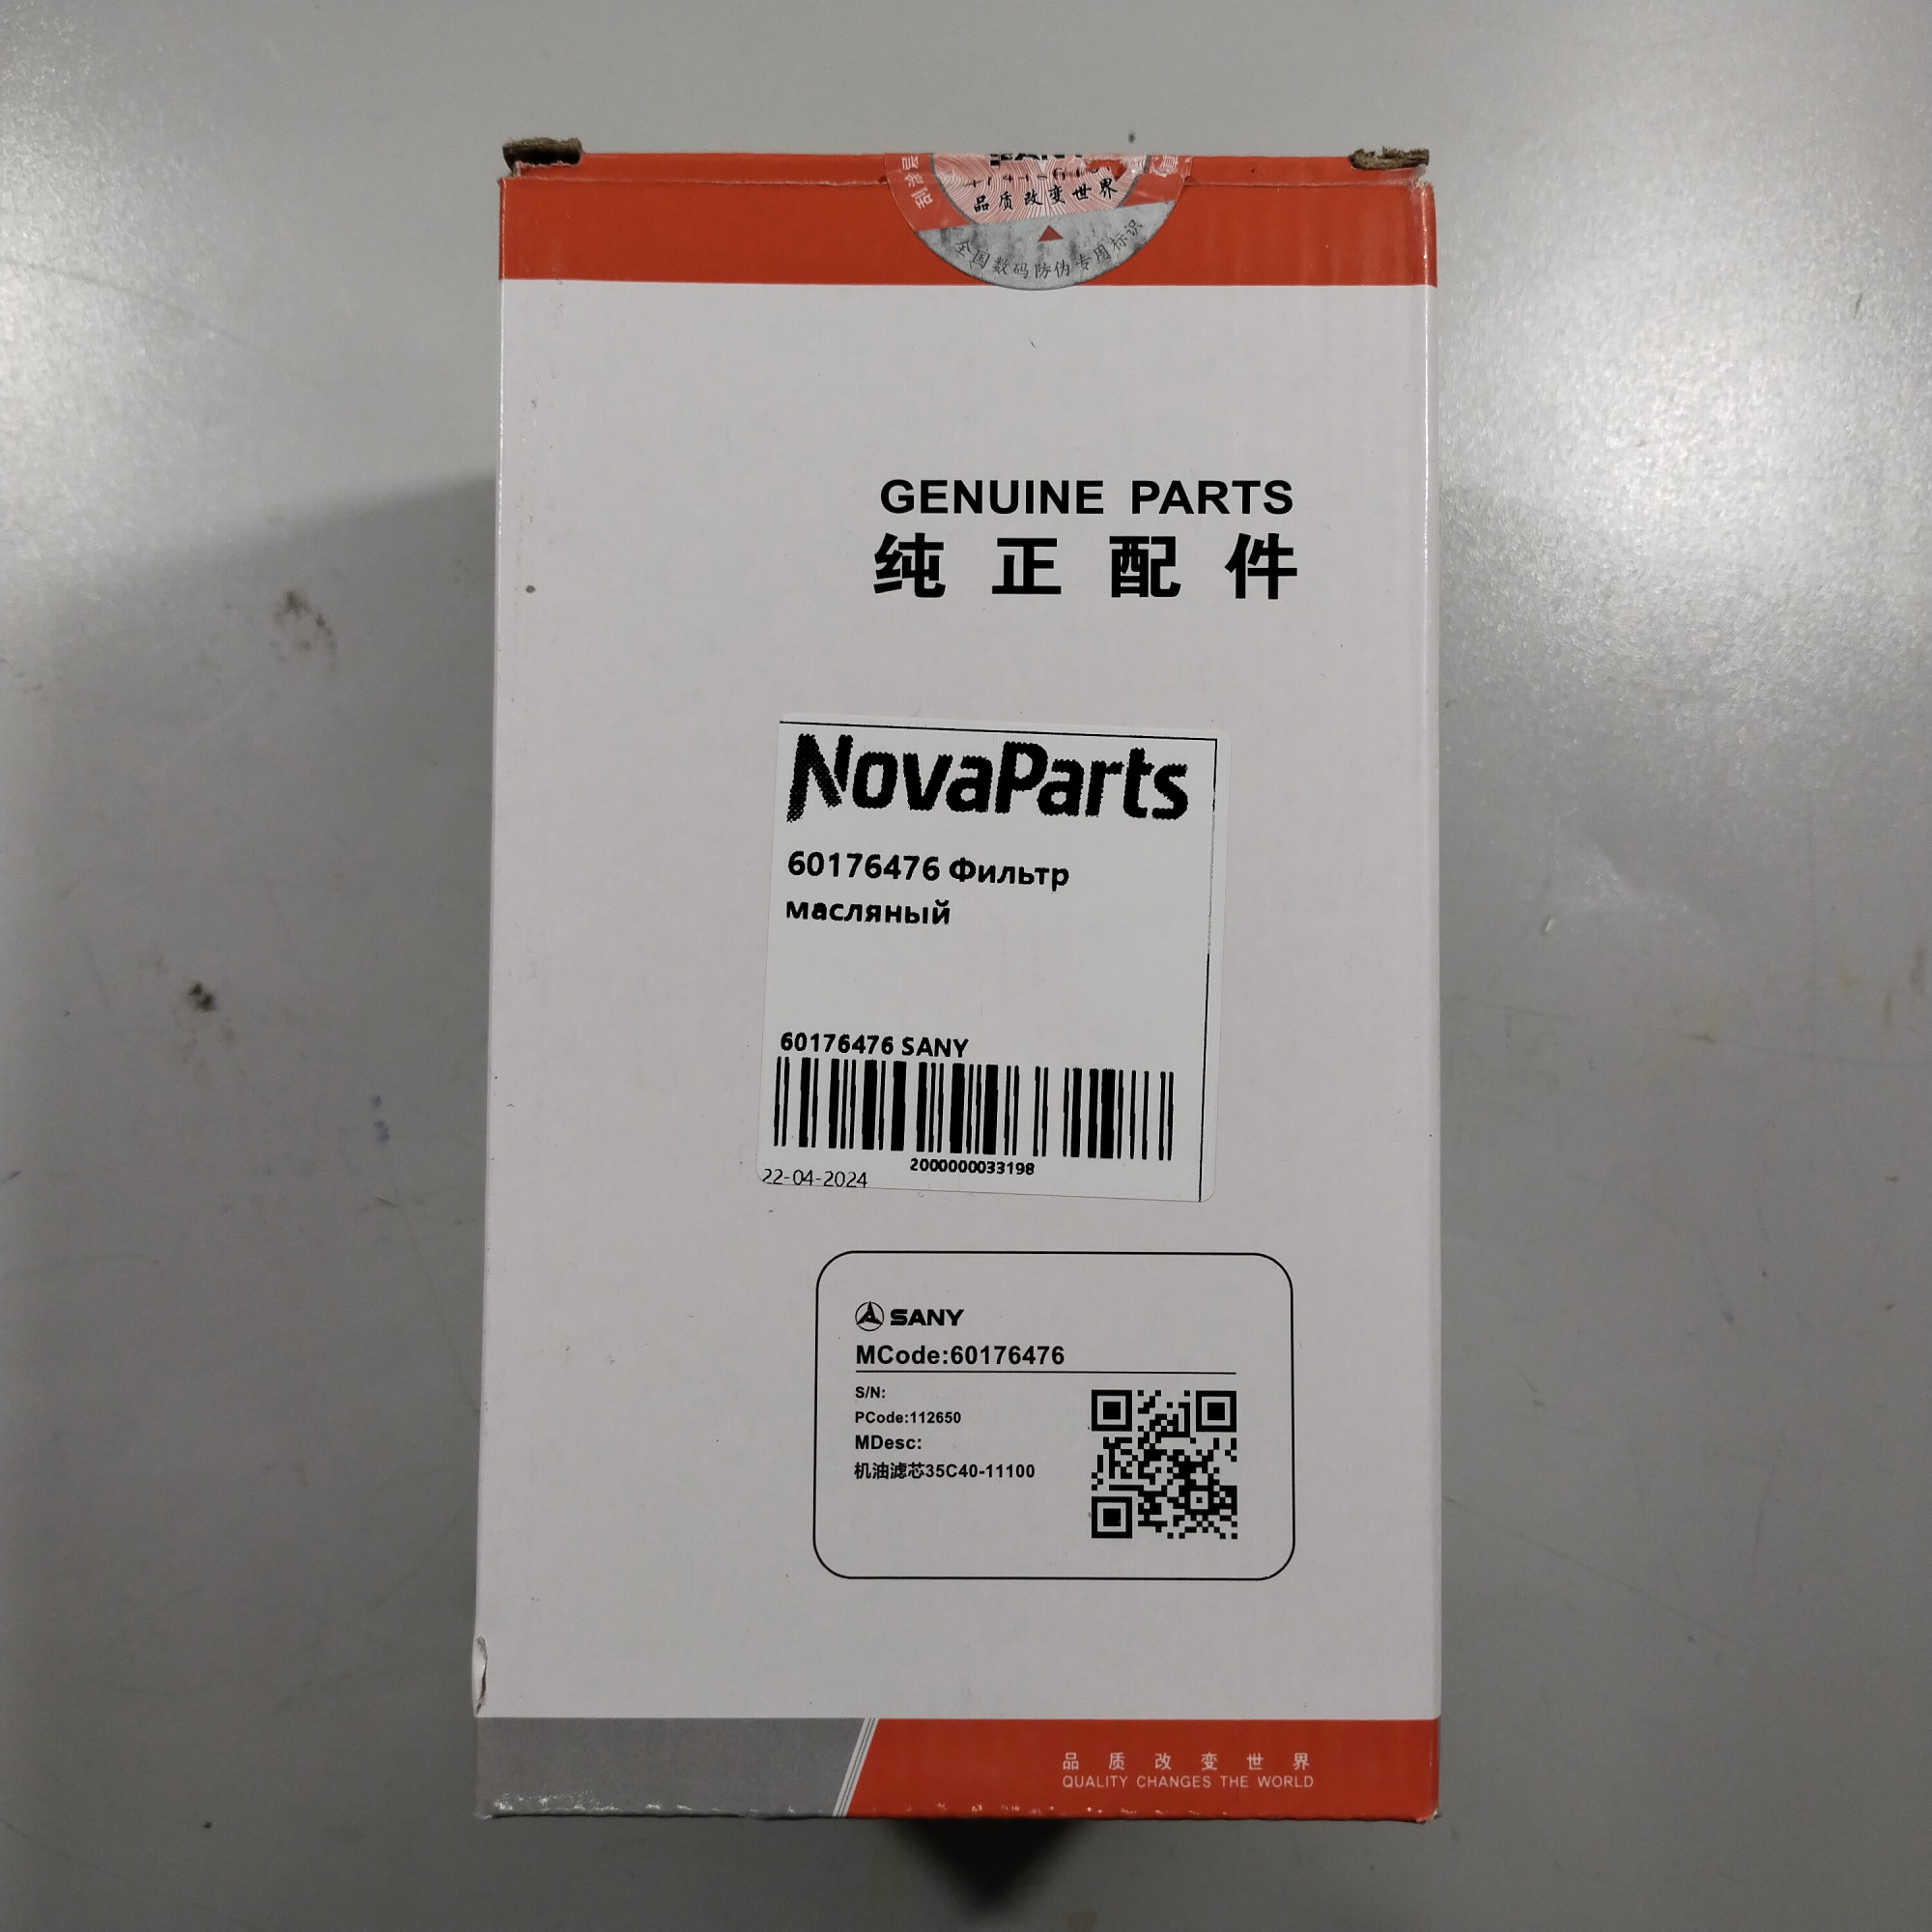 品质改变世界
全国数码防伪专用标识
GENUINE PARTS
纯正配件
NovaParts
60176476 Фильтр
масляный
60176476 SANY
2000000033198
22-04-2024
SANY
MCode:60176476
S/N:
PCode:112650
MDesc:
机油滤芯35C40-11100
品质改变世界
QUALITY CHANGES THE WORLD